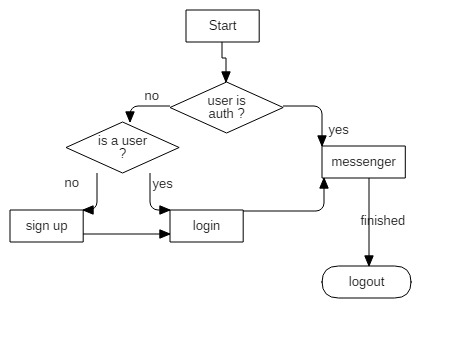 Start
user is
auth ?
no
yes
is a user
?
messenger
no
yes
sign up
login
finished
logout